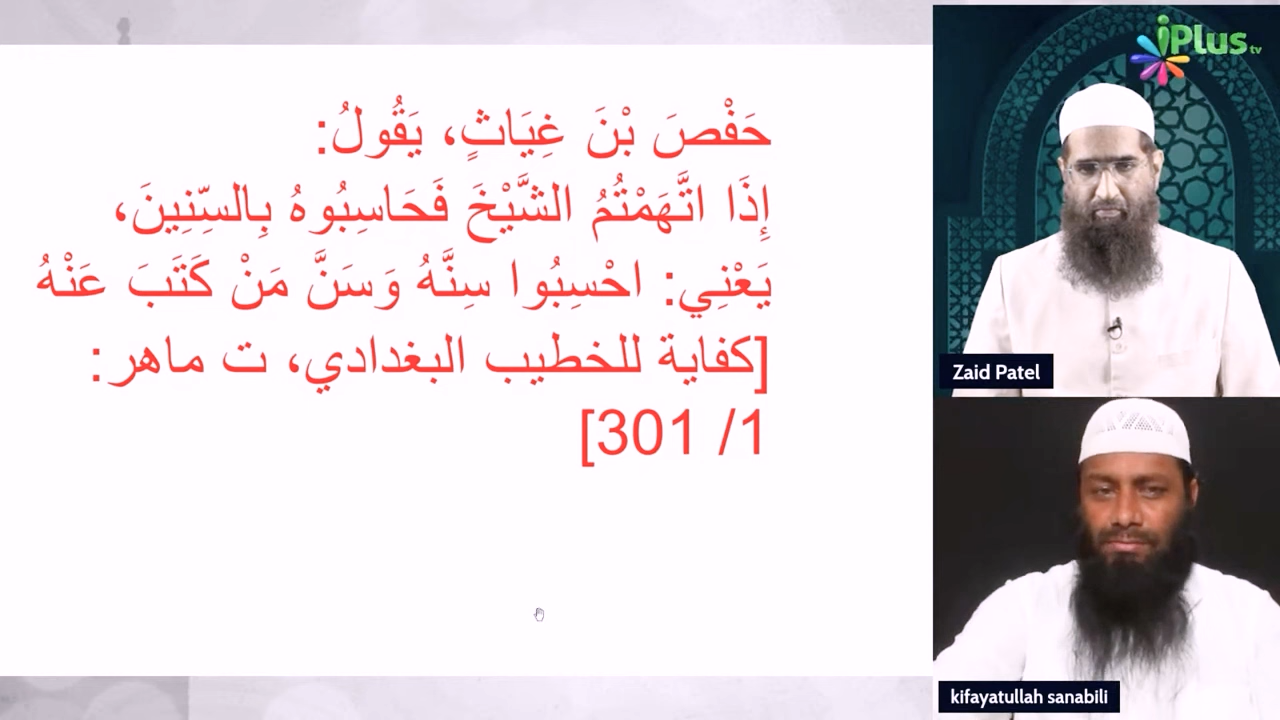 حَفْصَ بْنَ غِيَاثٍ، يَقُولُ:
إِذَا اتَّهَمْتُمُ الشَّيْخَ فَحَاسِبُوهُ بِالسِّنِينَ،
يَعْنِي: احْسِبُوا سِنَّهُ وَسَنَّ مَنْ كَتَبَ عَنْهُ
[كفاية للخطيب البغدادي، ت ماهر:
1/ 301]
iPlus tv
Zaid Patel
kifayatullah sanabili